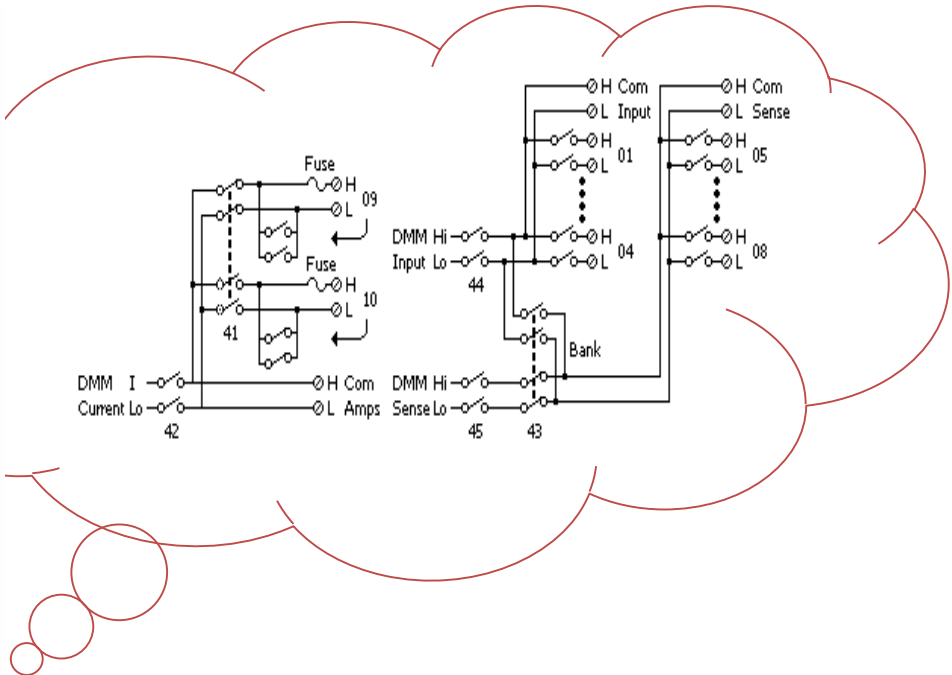 H Com
L Input
H
01
L
DMM Hi
H
04
Input Lo
L
44
H Com
L Sense
H
05
L
H
08
L
Fuse
H
09
L
Fuse
H
10
L
41
Bank
DMM I
H Com
Current Lo
L Amps
42
DMM Hi
Sense Lo
45
43